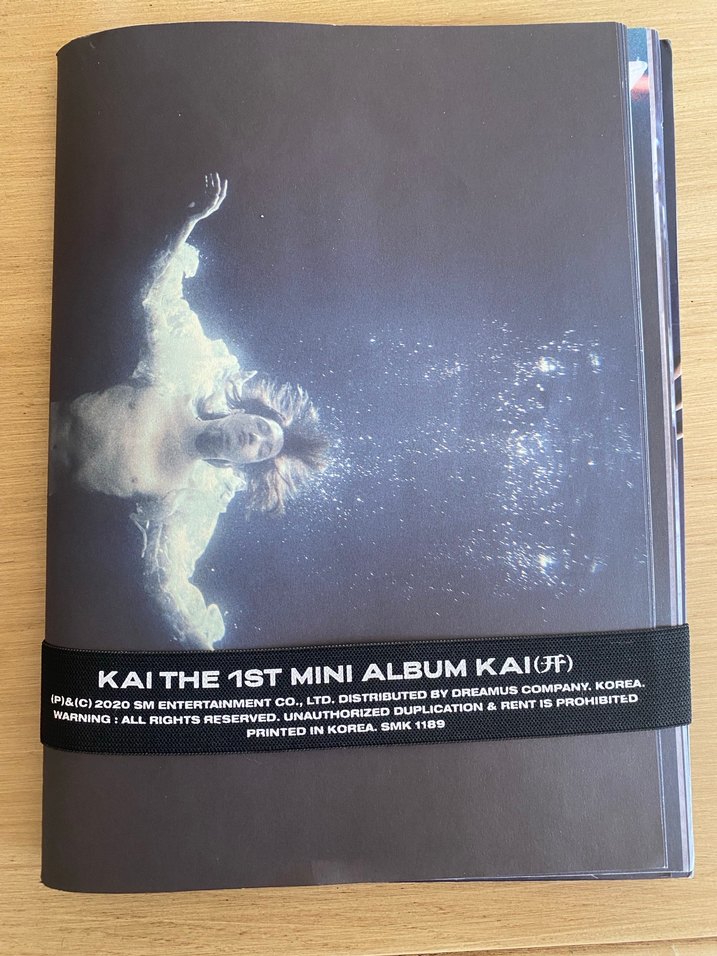 KAI THE 1ST MINI ALBUM KAI (开)
(P)&(C) 2020 SM ENTERTAINMENT CO., LTD. DISTRIBUTED BY DREAMUS COMPANY. KOREA.
WARNING : ALL RIGHTS RESERVED. UNAUTHORIZED DUPLICATION & RENT IS PROHIBITED
PRINTED IN KOREA. SMK 1189